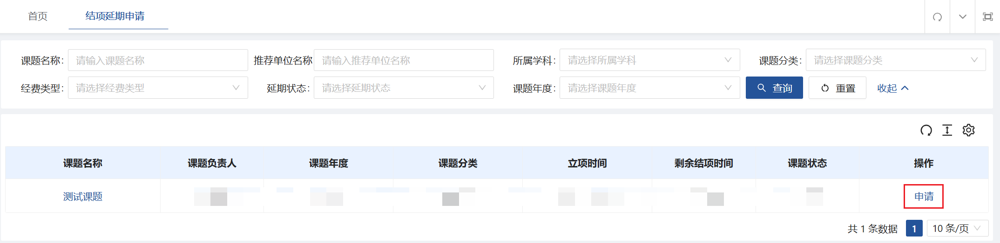 首页 结项延期申请
课题名称: 请输入课题名称 推荐单位名称 请输入推荐单位名称 所属学科: 请选择所属学科 课题分类: 请选择课题分类
经费类型: 请选择经费类型 延期状态: 请选择延期状态 课题年度: 请选择课题年度 查询 重置 收起
课题名称 课题负责人 课题年度 课题分类 立项时间 剩余结项时间 课题状态 操作
测试课题 申请
共 1 条数据 1 10 条/页